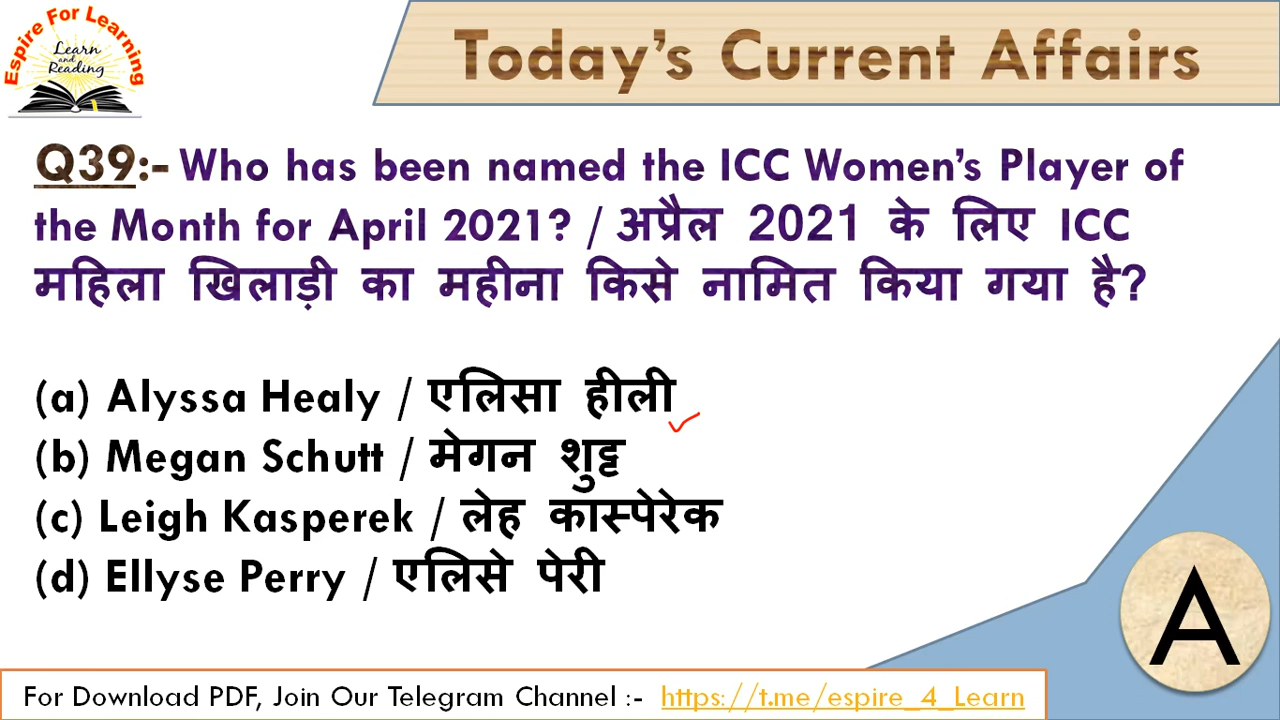 Espire For Learning
Learn
and
Reading
Today's Current Affairs
Q39:- Who has been named the ICC Women's Player of
the Month for April 2021? / अप्रैल 2021 के लिए ICC
महिला खिलाड़ी का महीना किसे नामित किया गया है?
(a) Alyssa Healy / एलिसा हीली
(b) Megan Schutt / मेगन शुट्ट
(c) Leigh Kasperek / लेह कास्पेरेक
(d) Ellyse Perry / एलिसे पेरी
A
For Download PDF, Join Our Telegram Channel :- https://t.me/espire_4_Learn